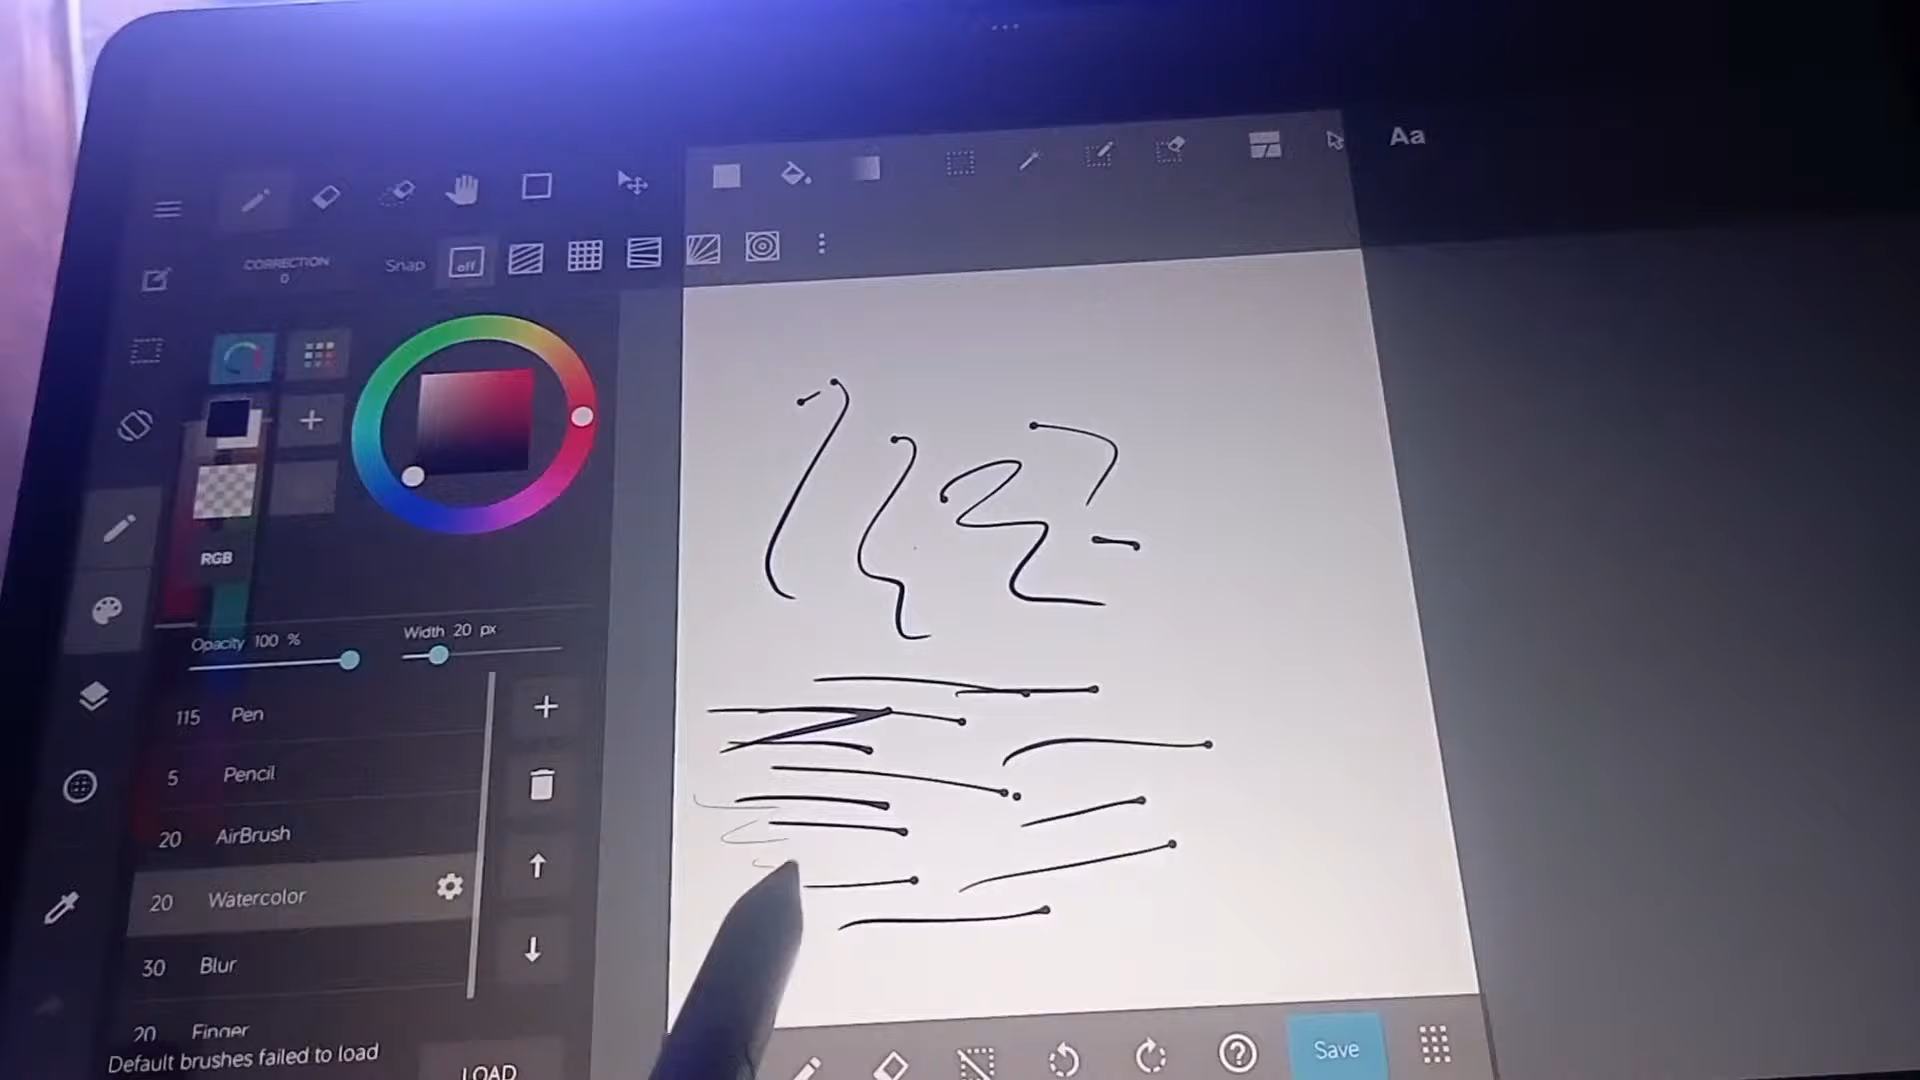 Aa
CORRECTION
0
Snap
off
RGB
Opacity 100 %
Width 20 px
115 Pen
5 Pencil
20 AirBrush
20 Watercolor
30 Blur
20 Finger
Default brushes failed to load
LOAD
Save